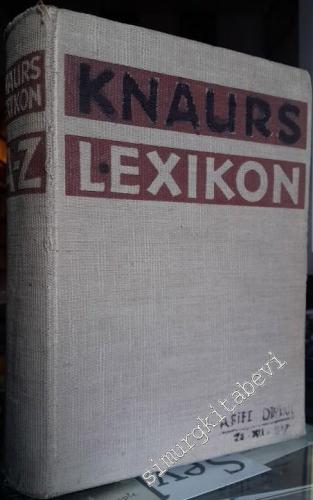 KNAURS
LEXIKON
KNAURS
LEXIKON
A-Z
simurgkitabevi